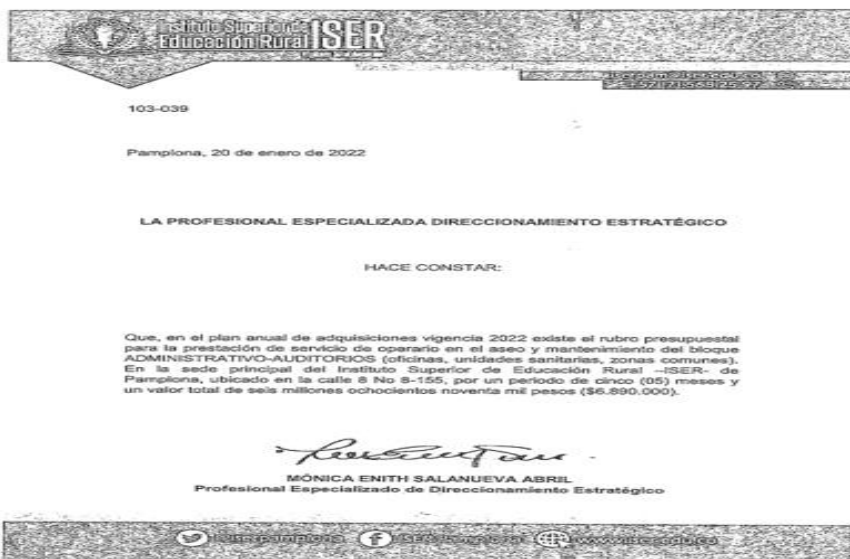 Instituto Superior de
Educación Rural ISER
103-039
Pamplona, 20 de enero de 2022
LA PROFESIONAL ESPECIALIZADA DIRECCIONAMIENTO ESTRATÉGICO
HACE CONSTAR:
Que, en el plan anual de adquisiciones vigencia 2022 existe el rubro presupuestal
para la prestación de servicio de operario en el aseo y mantenimiento del bloque
ADMINISTRATIVO-AUDITORIOS (oficinas, unidades sanitarias, zonas comunes).
En la sede principal del Instituto Superior de Educación Rural –ISER- de
Pamplona, ubicado en la calle 8 No 8-155, por un periodo de cinco (05) meses y
un valor total de seis millones ochocientos noventa mil pesos ($6.890.000).
MÓNICA ENITH SALANUEVA ABRIL
Profesional Especializado de Direccionamiento Estratégico